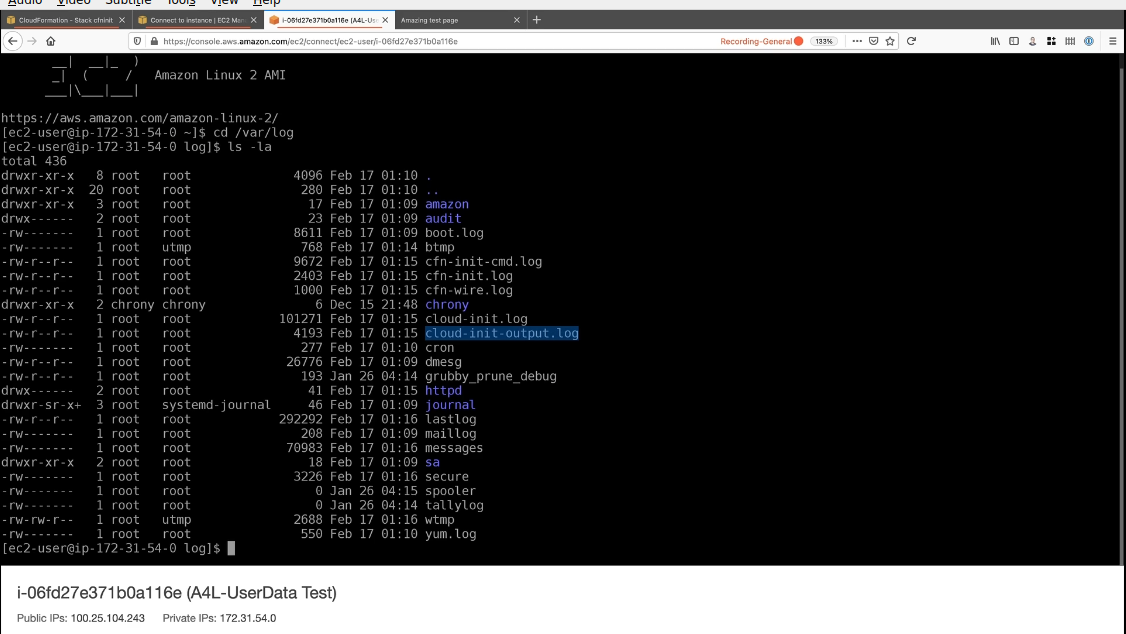 Audio Video Subtitle Tools View Help
CloudFormation - Stack cfninit × Connect to instance | EC2 Man × i-06fd27e371b0a116e (A4L-Us × Amazing test page × +
https://console.aws.amazon.com/ec2/connect/ec2-user/i-06fd27e371b0a116e Recording-General 133%
__| __|_ )
_| ( / Amazon Linux 2 AMI
___|\___|___|
https://aws.amazon.com/amazon-linux-2/
[ec2-user@ip-172-31-54-0 ~]$ cd /var/log
[ec2-user@ip-172-31-54-0 log]$ ls -la
total 436
drwxr-xr-x 8 root root 4096 Feb 17 01:10 .
drwxr-xr-x 20 root root 280 Feb 17 01:10 ..
drwxr-xr-x 3 root root 17 Feb 17 01:09 amazon
drwx------ 2 root root 23 Feb 17 01:09 audit
-rw------- 1 root root 8611 Feb 17 01:09 boot.log
-rw------- 1 root utmp 768 Feb 17 01:14 btmp
-rw-r--r-- 1 root root 9672 Feb 17 01:15 cfn-init-cmd.log
-rw-r--r-- 1 root root 2403 Feb 17 01:15 cfn-init.log
-rw-r--r-- 1 root root 1000 Feb 17 01:15 cfn-wire.log
drwxr-xr-x 2 chrony chrony 6 Dec 15 21:48 chrony
-rw-r--r-- 1 root root 101271 Feb 17 01:15 cloud-init.log
-rw-r--r-- 1 root root 4193 Feb 17 01:15 cloud-init-output.log
-rw------- 1 root root 277 Feb 17 01:10 cron
-rw-r--r-- 1 root root 26776 Feb 17 01:09 dmesg
-rw-r--r-- 1 root root 193 Jan 26 04:14 grubby_prune_debug
drwx------ 2 root root 41 Feb 17 01:15 httpd
drwxr-sr-x+ 3 root systemd-journal 46 Feb 17 01:09 journal
-rw-r--r-- 1 root root 292292 Feb 17 01:16 lastlog
-rw------- 1 root root 208 Feb 17 01:09 maillog
-rw------- 1 root root 70983 Feb 17 01:16 messages
drwxr-xr-x 2 root root 18 Feb 17 01:09 sa
-rw------- 1 root root 3226 Feb 17 01:16 secure
-rw------- 1 root root 0 Jan 26 04:15 spooler
-rw------- 1 root root 0 Jan 26 04:14 tallylog
-rw-rw-r-- 1 root utmp 2688 Feb 17 01:16 wtmp
-rw------- 1 root root 550 Feb 17 01:10 yum.log
[ec2-user@ip-172-31-54-0 log]$
i-06fd27e371b0a116e (A4L-UserData Test)
Public IPs: 100.25.104.243 Private IPs: 172.31.54.0